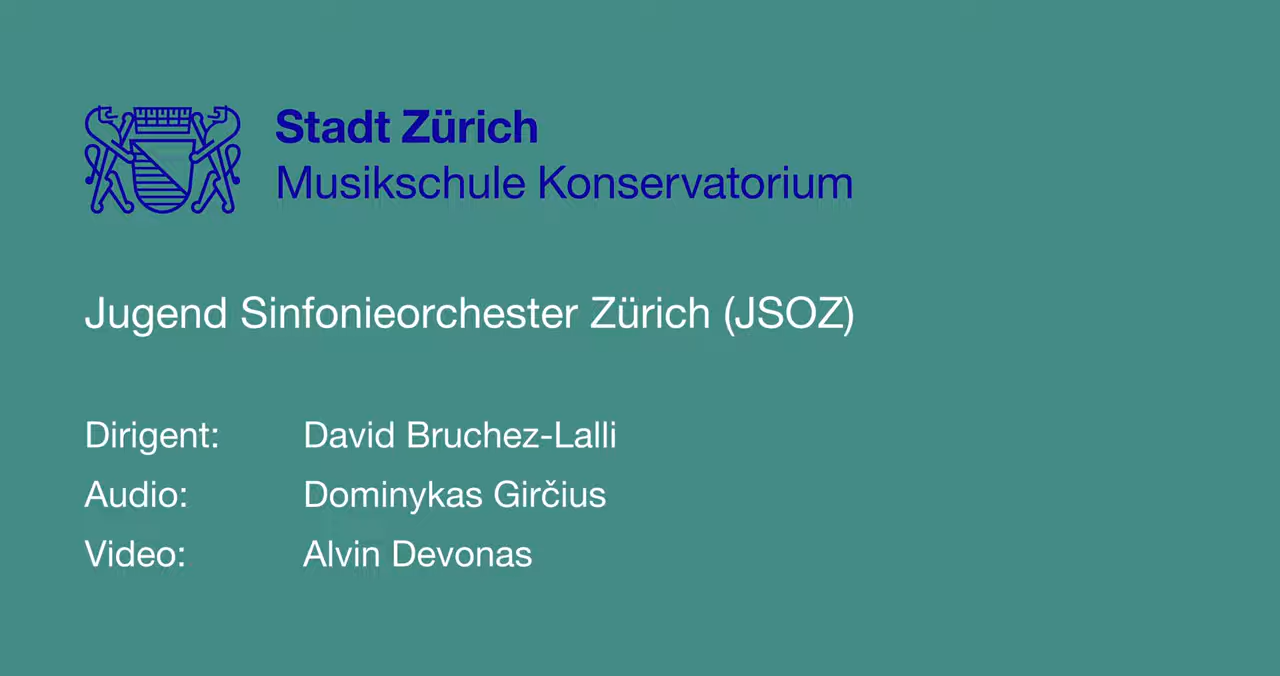 Stadt Zürich
Musikschule Konservatorium
Jugend Sinfonieorchester Zürich (JSOZ)
Dirigent: David Bruchez-Lalli
Audio: Dominykas Girčius
Video: Alvin Devonas